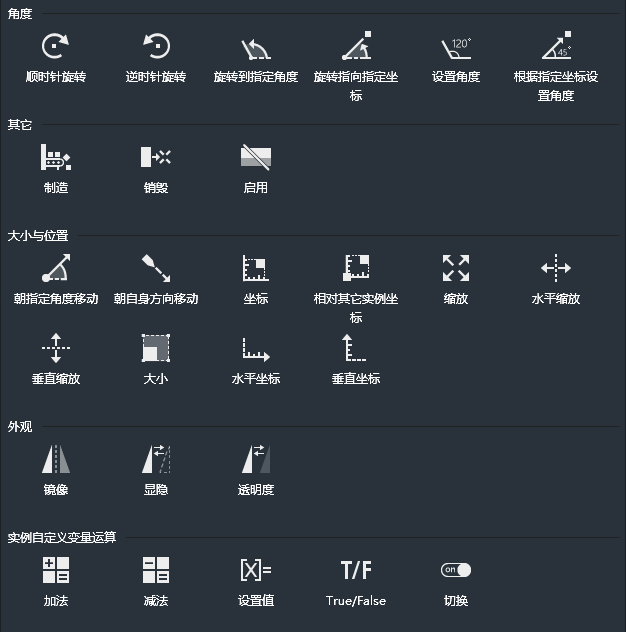 角度
120°
45°
顺时针旋转 逆时针旋转 旋转到指定角度 旋转指向指定坐标 设置角度 根据指定坐标设置角度
其它
制造 销毁 启用
大小与位置
朝指定角度移动 朝自身方向移动 坐标 相对其它实例坐标 缩放 水平缩放
垂直缩放 大小 水平坐标 垂直坐标
外观
镜像 显隐 透明度
实例自定义变量运算
[X]= T/F ON
加法 减法 设置值 True/False 切换